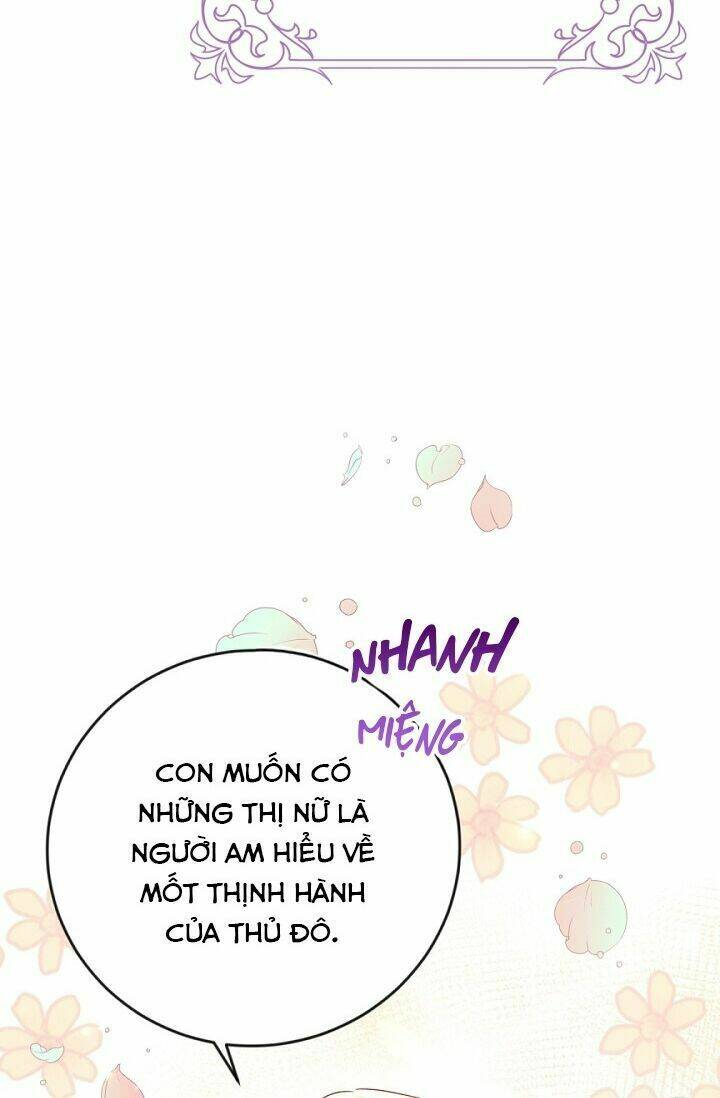 NHANH
MIỆNG
CON MUỐN CÓ
NHỮNG THỊ NỮ LÀ
NGƯỜI AM HIỂU VỀ
MỐT THỊNH HÀNH
CỦA THỦ ĐÔ.